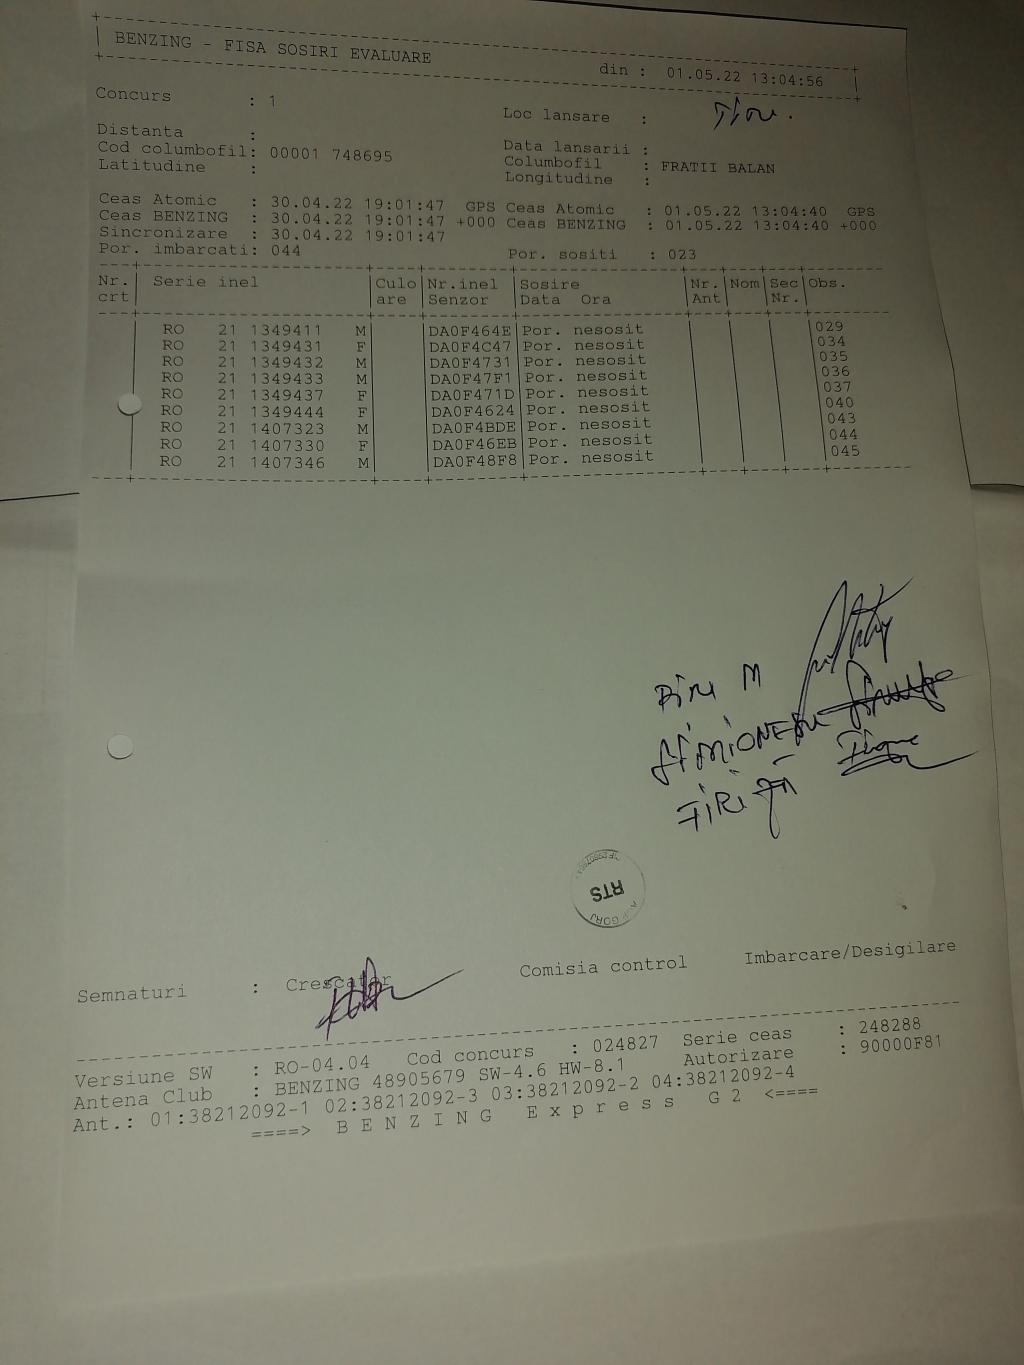 BENZING - FISA SOSIRI EVALUARE din : 01.05.22 13:04:56
Concurs : 1 Loc lansare :
Distanta : Data lansarii :
Cod columbofil: 00001 748695 Columbofil : FRATII BALAN
Latitudine : Longitudine :
Ceas Atomic : 30.04.22 19:01:47 GPS Ceas Atomic : 01.05.22 13:04:40 GPS
Ceas BENZING : 30.04.22 19:01:47 +000 Ceas BENZING : 01.05.22 13:04:40 +000
Sincronizare : 30.04.22 19:01:47
Por. imbarcati: 044 Por. sositi : 023
Nr. Serie inel Culo Nr.inel Sosire Nr. Nom Sec Obs.
crt are Senzor Data Ora Ant Nr.
RO 21 1349411 M DA0F464E Por. nesosit 029
RO 21 1349431 F DA0F4C47 Por. nesosit 034
RO 21 1349432 M DA0F4731 Por. nesosit 035
RO 21 1349433 M DA0F47F1 Por. nesosit 036
RO 21 1349437 F DA0F471D Por. nesosit 037
RO 21 1349444 F DA0F4624 Por. nesosit 040
RO 21 1407323 M DA0F4BDE Por. nesosit 043
RO 21 1407330 F DA0F46EB Por. nesosit 044
RO 21 1407346 M DA0F48F8 Por. nesosit 045
M
RTS
GORJ
Semnaturi : Crescator Comisia control Imbarcare/Desigilare
Versiune SW : RO-04.04 Cod concurs : 024827 Serie ceas : 248288
Antena Club : BENZING 48905679 SW-4.6 HW-8.1 Autorizare : 90000F81
Ant.: 01:38212092-1 02:38212092-3 03:38212092-2 04:38212092-4
====> B E N Z I N G E x p r e s s G 2 <====